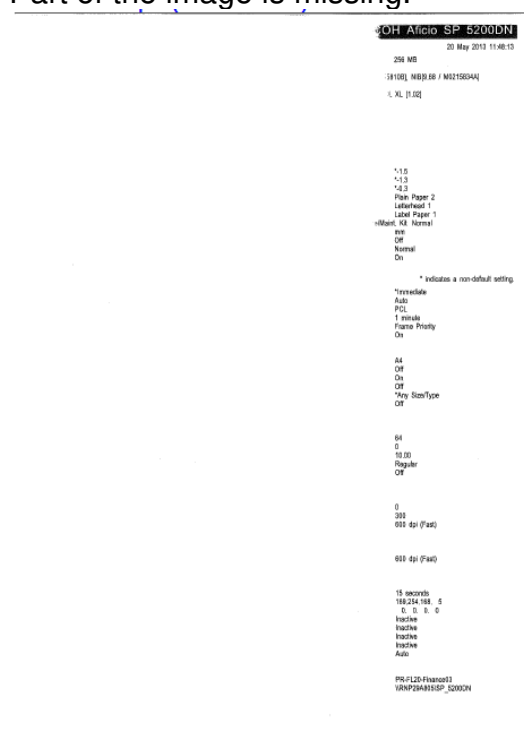 Part of the image is missing.
COH Aficio SP 5200DN
20 May 2013 11:48:13
256 MB
5810B], NIB[9.68 / M0215834A]
XL [1.02]
*-1.5
*-1.3
*-0.3
Plain Paper 2
Letterhead 1
Label Paper 1
/Maint. Kit Normal
mm
Off
Normal
On
* indicates a non-default setting.
*Immediate
Auto
PCL
1 minute
Frame Priority
On
A4
Off
On
Off
*Any Size/Type
Off
64
0
10.00
Regular
Off
0
300
600 dpi (Fast)
600 dpi (Fast)
15 seconds
169.254.168. 5
0. 0. 0. 0
Inactive
Inactive
Inactive
Inactive
Auto
PR-FL20-Finance03